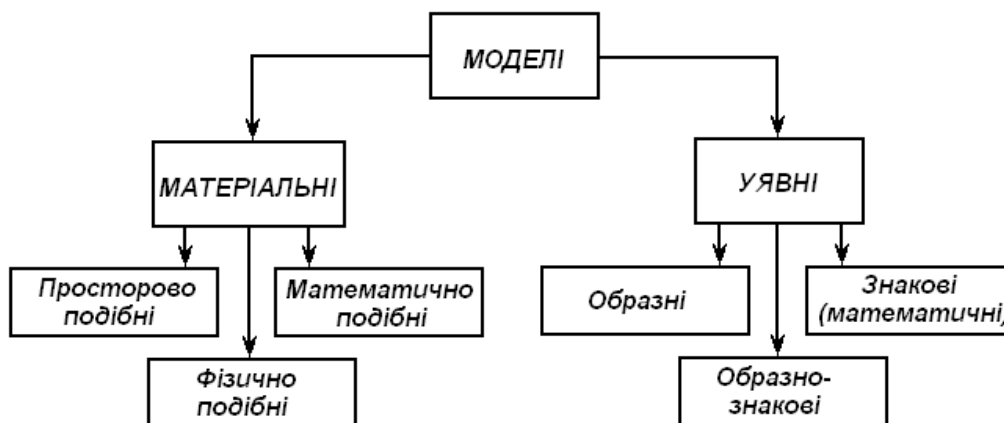 МОДЕЛІ
МАТЕРІАЛЬНІ
УЯВНІ
Просторово
подібні
Математично
подібні
Образні
Знакові
(математичні)
Фізично
подібні
Образно-
знакові